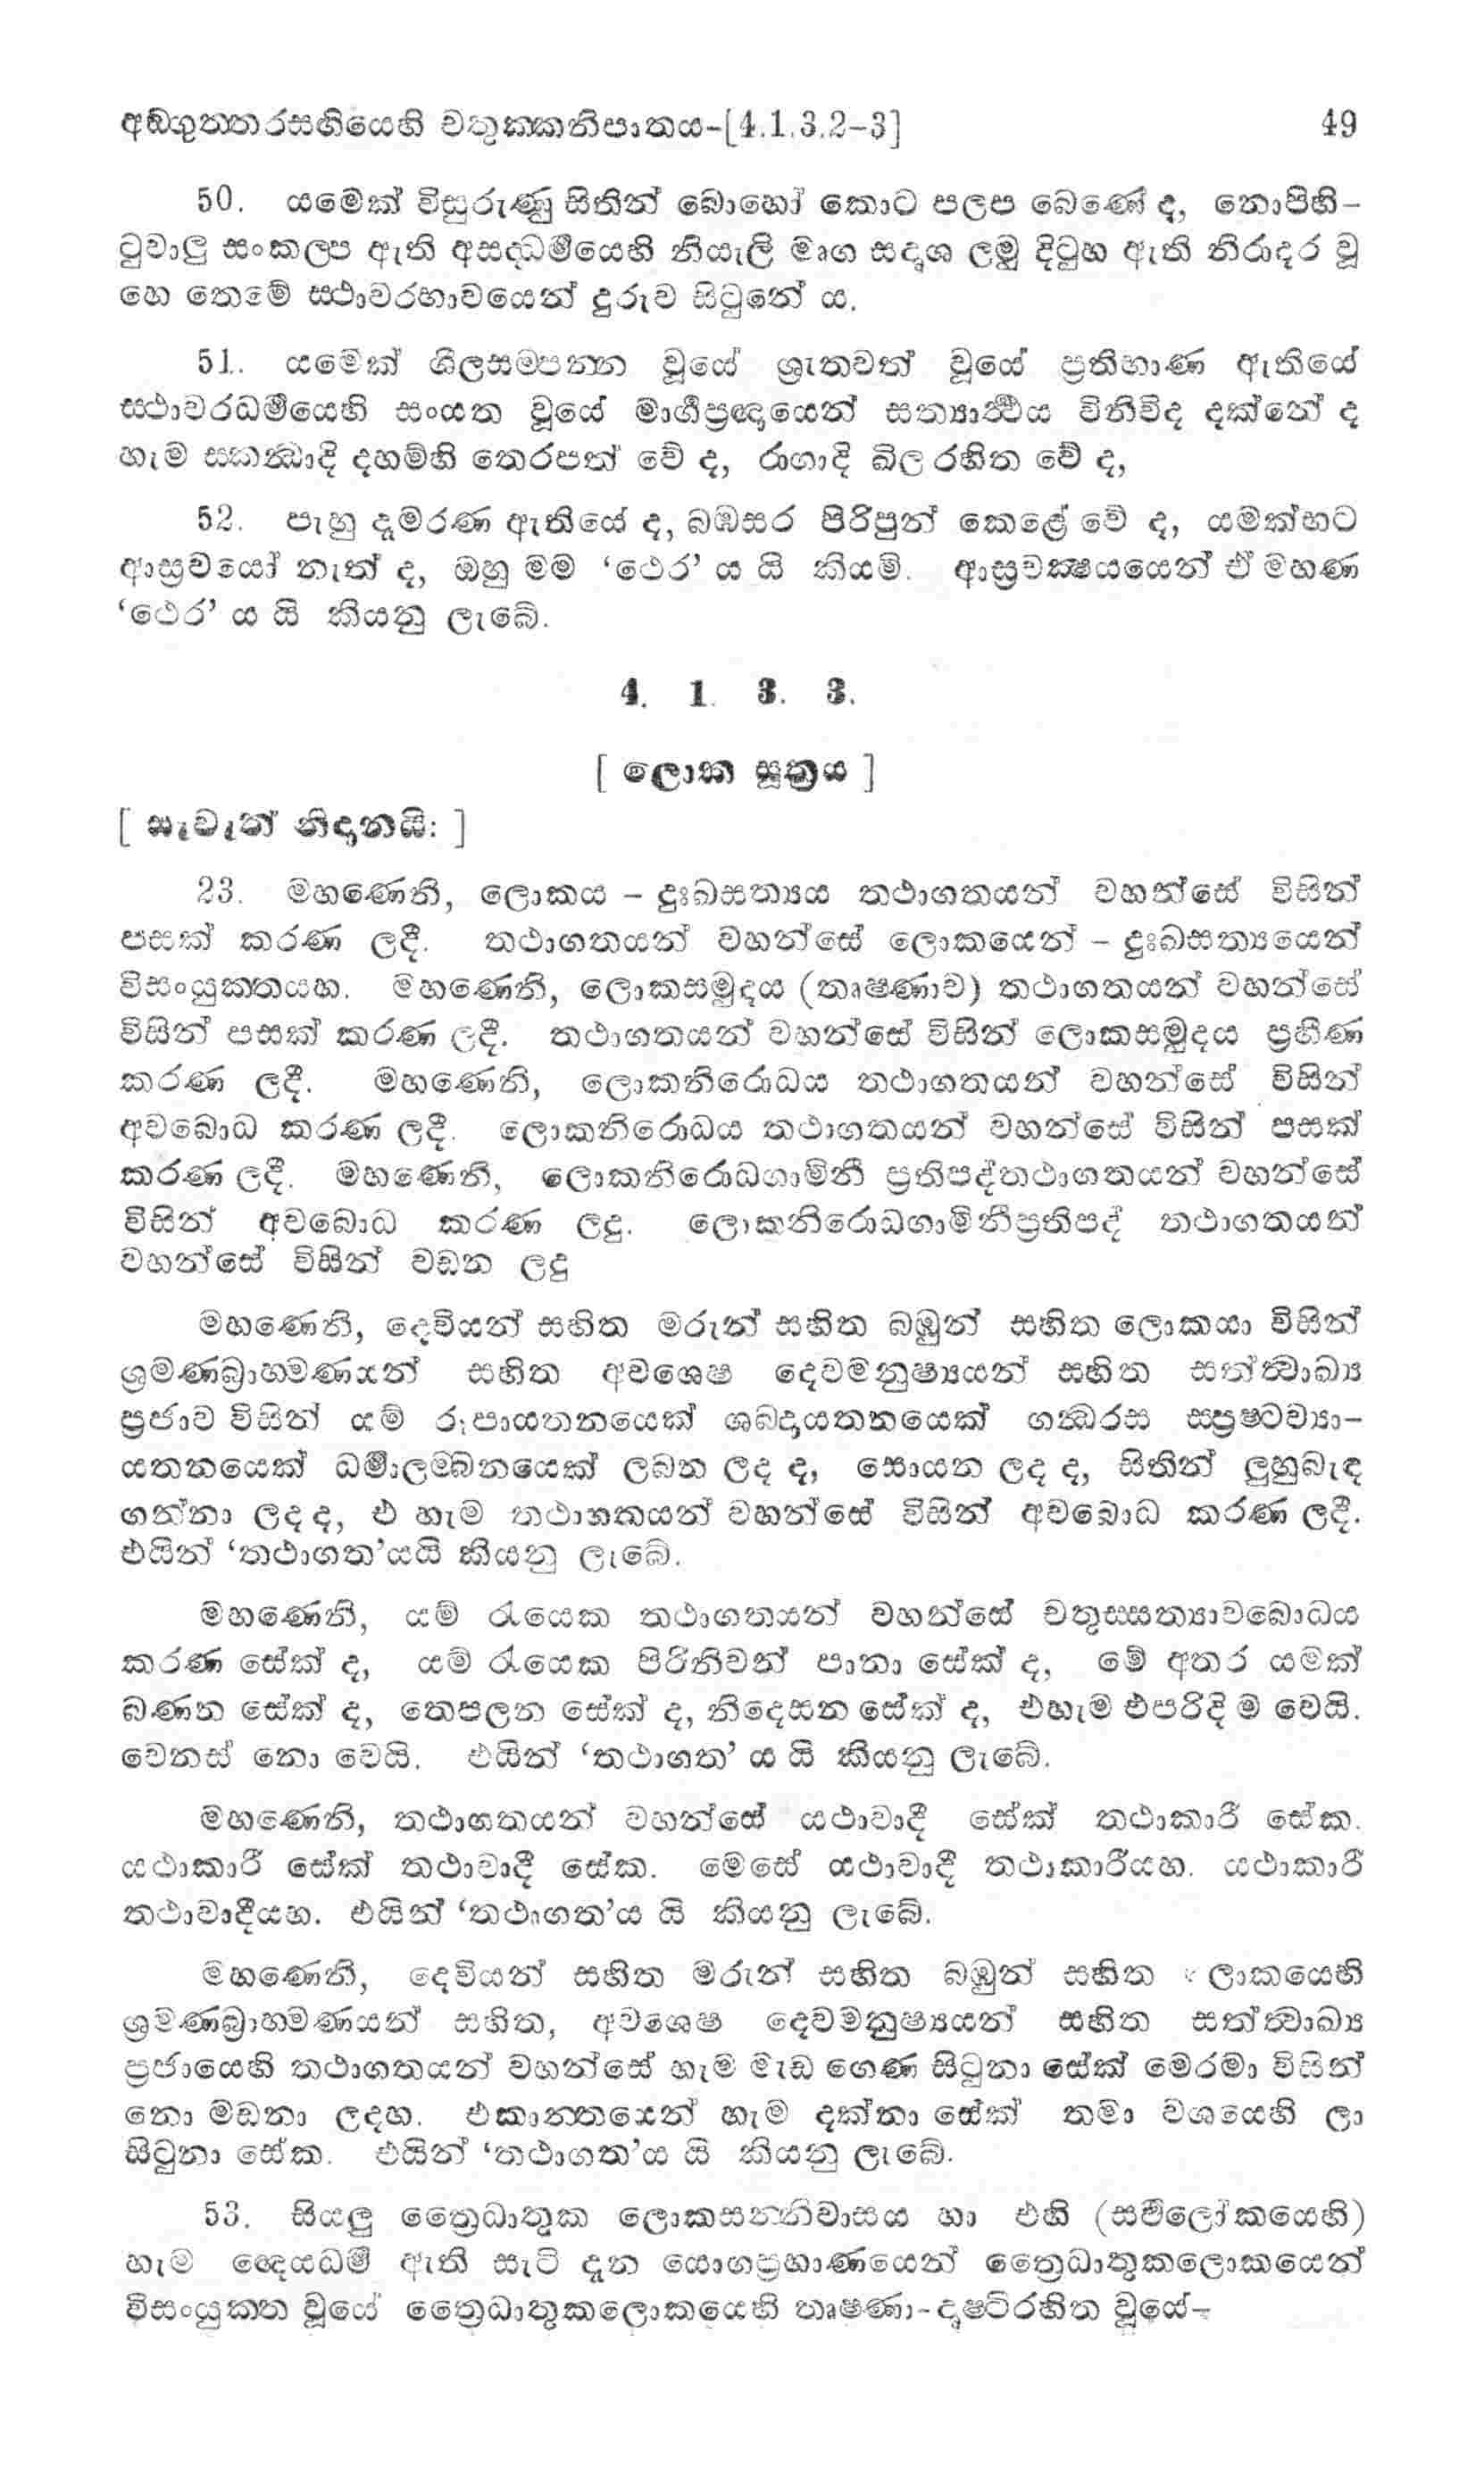 අඞගුත්තරසඟියෙහි චතුක්කනිපාතය-[4.1.3.2-3] 49
50. යමෙක් විසුරුණු සිතින් බොහෝ කොට පලප බෙණේ ද, නොපිහි-
ටුවාලු සංකල්ප ඇති අසද්ධර්මයෙහි නියැලි මෘග සදෘශ ලමු දිටුහ ඇති නිරාදර වූ
හෙ තෙමේ ස්ථාවරභාවයෙන් දුරුව සිටුනේ ය.
51. යමෙක් ශීලසම්පන්න වූයේ ශ්‍රුතවත් වූයේ ප්‍රතිභාණ ඇතියේ
ස්ථාවරධර්මයෙහි සංයත වූයේ මාර්ගප්‍රඥායෙන් සත්‍යාර්ථය විනිවිද දක්නේ ද
හැම සකන්ධාදි දහම්හි තෙරපත් වේ ද, රාගාදි ඛිල රහිත වේ ද,
52. පැහු දූමරණ ඇතියේ ද, බඹසර පිරිපුන් කෙළේ වේ ද, යමක්හට
ආස්‍රවයෝ නැත් ද, ඔහු මම ‘ථෙර’ ය යි කියමි. ආස්‍රවක්‍ෂයයෙන් ඒ මහණ
‘ථෙර’ ය යි කියනු ලැබේ.
4. 1. 3. 3.
[ ලොක සූත්‍රය ]
[ සැවැත් නිදානයි: ]
23. මහණෙනි, ලොකය – දුඃඛසත්‍යය තථාගතයන් වහන්සේ විසින්
පසක් කරණ ලදී. තථාගතයන් වහන්සේ ලොකයෙන් – දුඃඛසත්‍යයෙන්
විසංයුක්තයහ. මහණෙනි, ලොකසමුදය (තෘෂ්ණාව) තථාගතයන් වහන්සේ
විසින් පසක් කරණ ලදී. තථාගතයන් වහන්සේ විසින් ලොකසමුදය ප්‍රහීණ
කරණ ලදී. මහණෙනි, ලොකනිරොධය තථාගතයන් වහන්සේ විසින්
අවබොධ කරණ ලදී. ලොකනිරොධය තථාගතයන් වහන්සේ විසින් පසක්
කරණ ලදී. මහණෙනි, ලොකනිරොධගාමිනී ප්‍රතිපද්තථාගතයන් වහන්සේ
විසින් අවබොධ කරණ ලදු. ලොකනිරොධගාමිනීප්‍රතිපද් තථාගතයන්
වහන්සේ විසින් වඩන ලදු
මහණෙනි, දෙවියන් සහිත මරුන් සහිත බඹුන් සහිත ලොකයා විසින්
ශ්‍රමණබ්‍රාහ්මණයන් සහිත අවශෙෂ දෙවමනුෂ්‍යයන් සහිත සත්ත්වාඛ්‍ය
ප්‍රජාව විසින් යම් රූපායතනයෙක් ශබ්දායතනයෙක් ගන්ධරස ස්ප්‍රෂ්ටව්‍යා-
යතනයෙක් ධර්මාලම්බනයෙක් ලබන ලද ද, සොයන ලද ද, සිතින් ලුහුබැඳ
ගන්නා ලද ද, එ හැම තථාගතයන් වහන්සේ විසින් අවබොධ කරණ ලදී.
එයින් ‘තථාගත’යයි කියනු ලැබේ.
මහණෙනි, යම් රැයෙක තථාගතයන් වහන්සේ චතුස්සත්‍යාවබොධය
කරණ සේක් ද, යම් රැයෙක පිරිනිවන් පානා සේක් ද, මේ අතර යමක්
බණන සේක් ද, තෙපලන සේක් ද, නිදෙසන සේක් ද, එහැම එපරිදි ම වෙයි.
වෙනස් නො වෙයි. එයින් ‘තථාගත’ ය යි කියනු ලැබේ.
මහණෙනි, තථාගතයන් වහන්සේ යථාවාදී සේක් තථාකාරී සේක.
යථාකාරී සේක් තථාවාදී සේක. මෙසේ යථාවාදී තථාකාරීයහ. යථාකාරී
තථාවාදීයහ. එයින් ‘තථාගත’ය යි කියනු ලැබේ.
මහණෙනි, දෙවියන් සහිත මරුන් සහිත බඹුන් සහිත ලොකයෙහි
ශ්‍රමණබ්‍රාහ්මණයන් සහිත, අවශෙෂ දෙවමනුෂ්‍යයන් සහිත සත්ත්වාඛ්‍ය
ප්‍රජායෙහි තථාගතයන් වහන්සේ හැම මැඩ ගෙණ සිටුනා සේක් මෙරමා විසින්
නො මඩනා ලදහ. එකාන්තයෙන් හැම දක්නා සේක් තමා වශයෙහි ලා
සිටුනා සේක. එයින් ‘තථාගත’ය යි කියනු ලැබේ.
53. සියලු ත්‍රෛධාතුක ලොකසන්නිවාසය හා එහි (සර්වලෝකයෙහි)
හැම ඥෙයධර්ම ඇති සැටි දැන යොගප්‍රහාණයෙන් ත්‍රෛධාතුකලොකයෙන්
විසංයුක්ත වූයේ ත්‍රෛධාතුකලොකයෙහි තෘෂ්ණා-දෘෂ්ටිරහිත වූයේ-